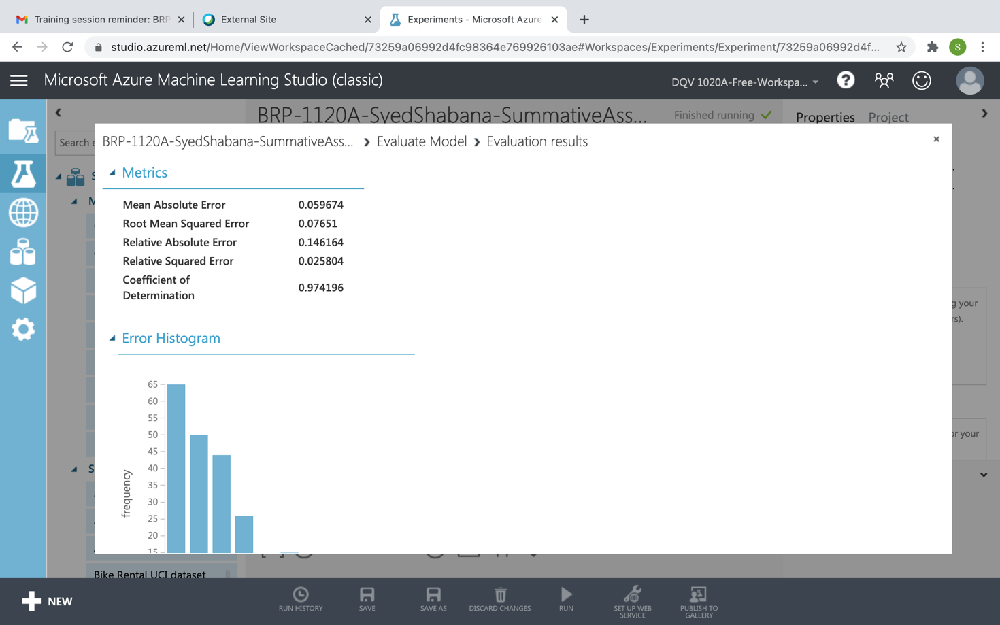 Training session reminder: BRP
External Site
Experiments - Microsoft Azure
studio.azureml.net/Home/ViewWorkspaceCached/73259a06992d4fc98364e769926103ae#Workspaces/Experiments/Experiment/73259a06992d4f...
S
Microsoft Azure Machine Learning Studio (classic)
DQV 1020A-Free-Workspa...
BRP-1120A-SyedShabana-SummativeAss...
Finished running
Properties Project
Search e
BRP-1120A-SyedShabana-SummativeAss... › Evaluate Model › Evaluation results
Metrics
Mean Absolute Error 0.059674
Root Mean Squared Error 0.07651
Relative Absolute Error 0.146164
Relative Squared Error 0.025804
Coefficient of
Determination 0.974196
Error Histogram
65
60
55
50
45
40
35
30
25
20
15
frequency
g your
rs).
or your
Bike Rental UCI dataset
NEW
RUN HISTORY
SAVE
SAVE AS
DISCARD CHANGES
RUN
SET UP WEB
SERVICE
PUBLISH TO
GALLERY